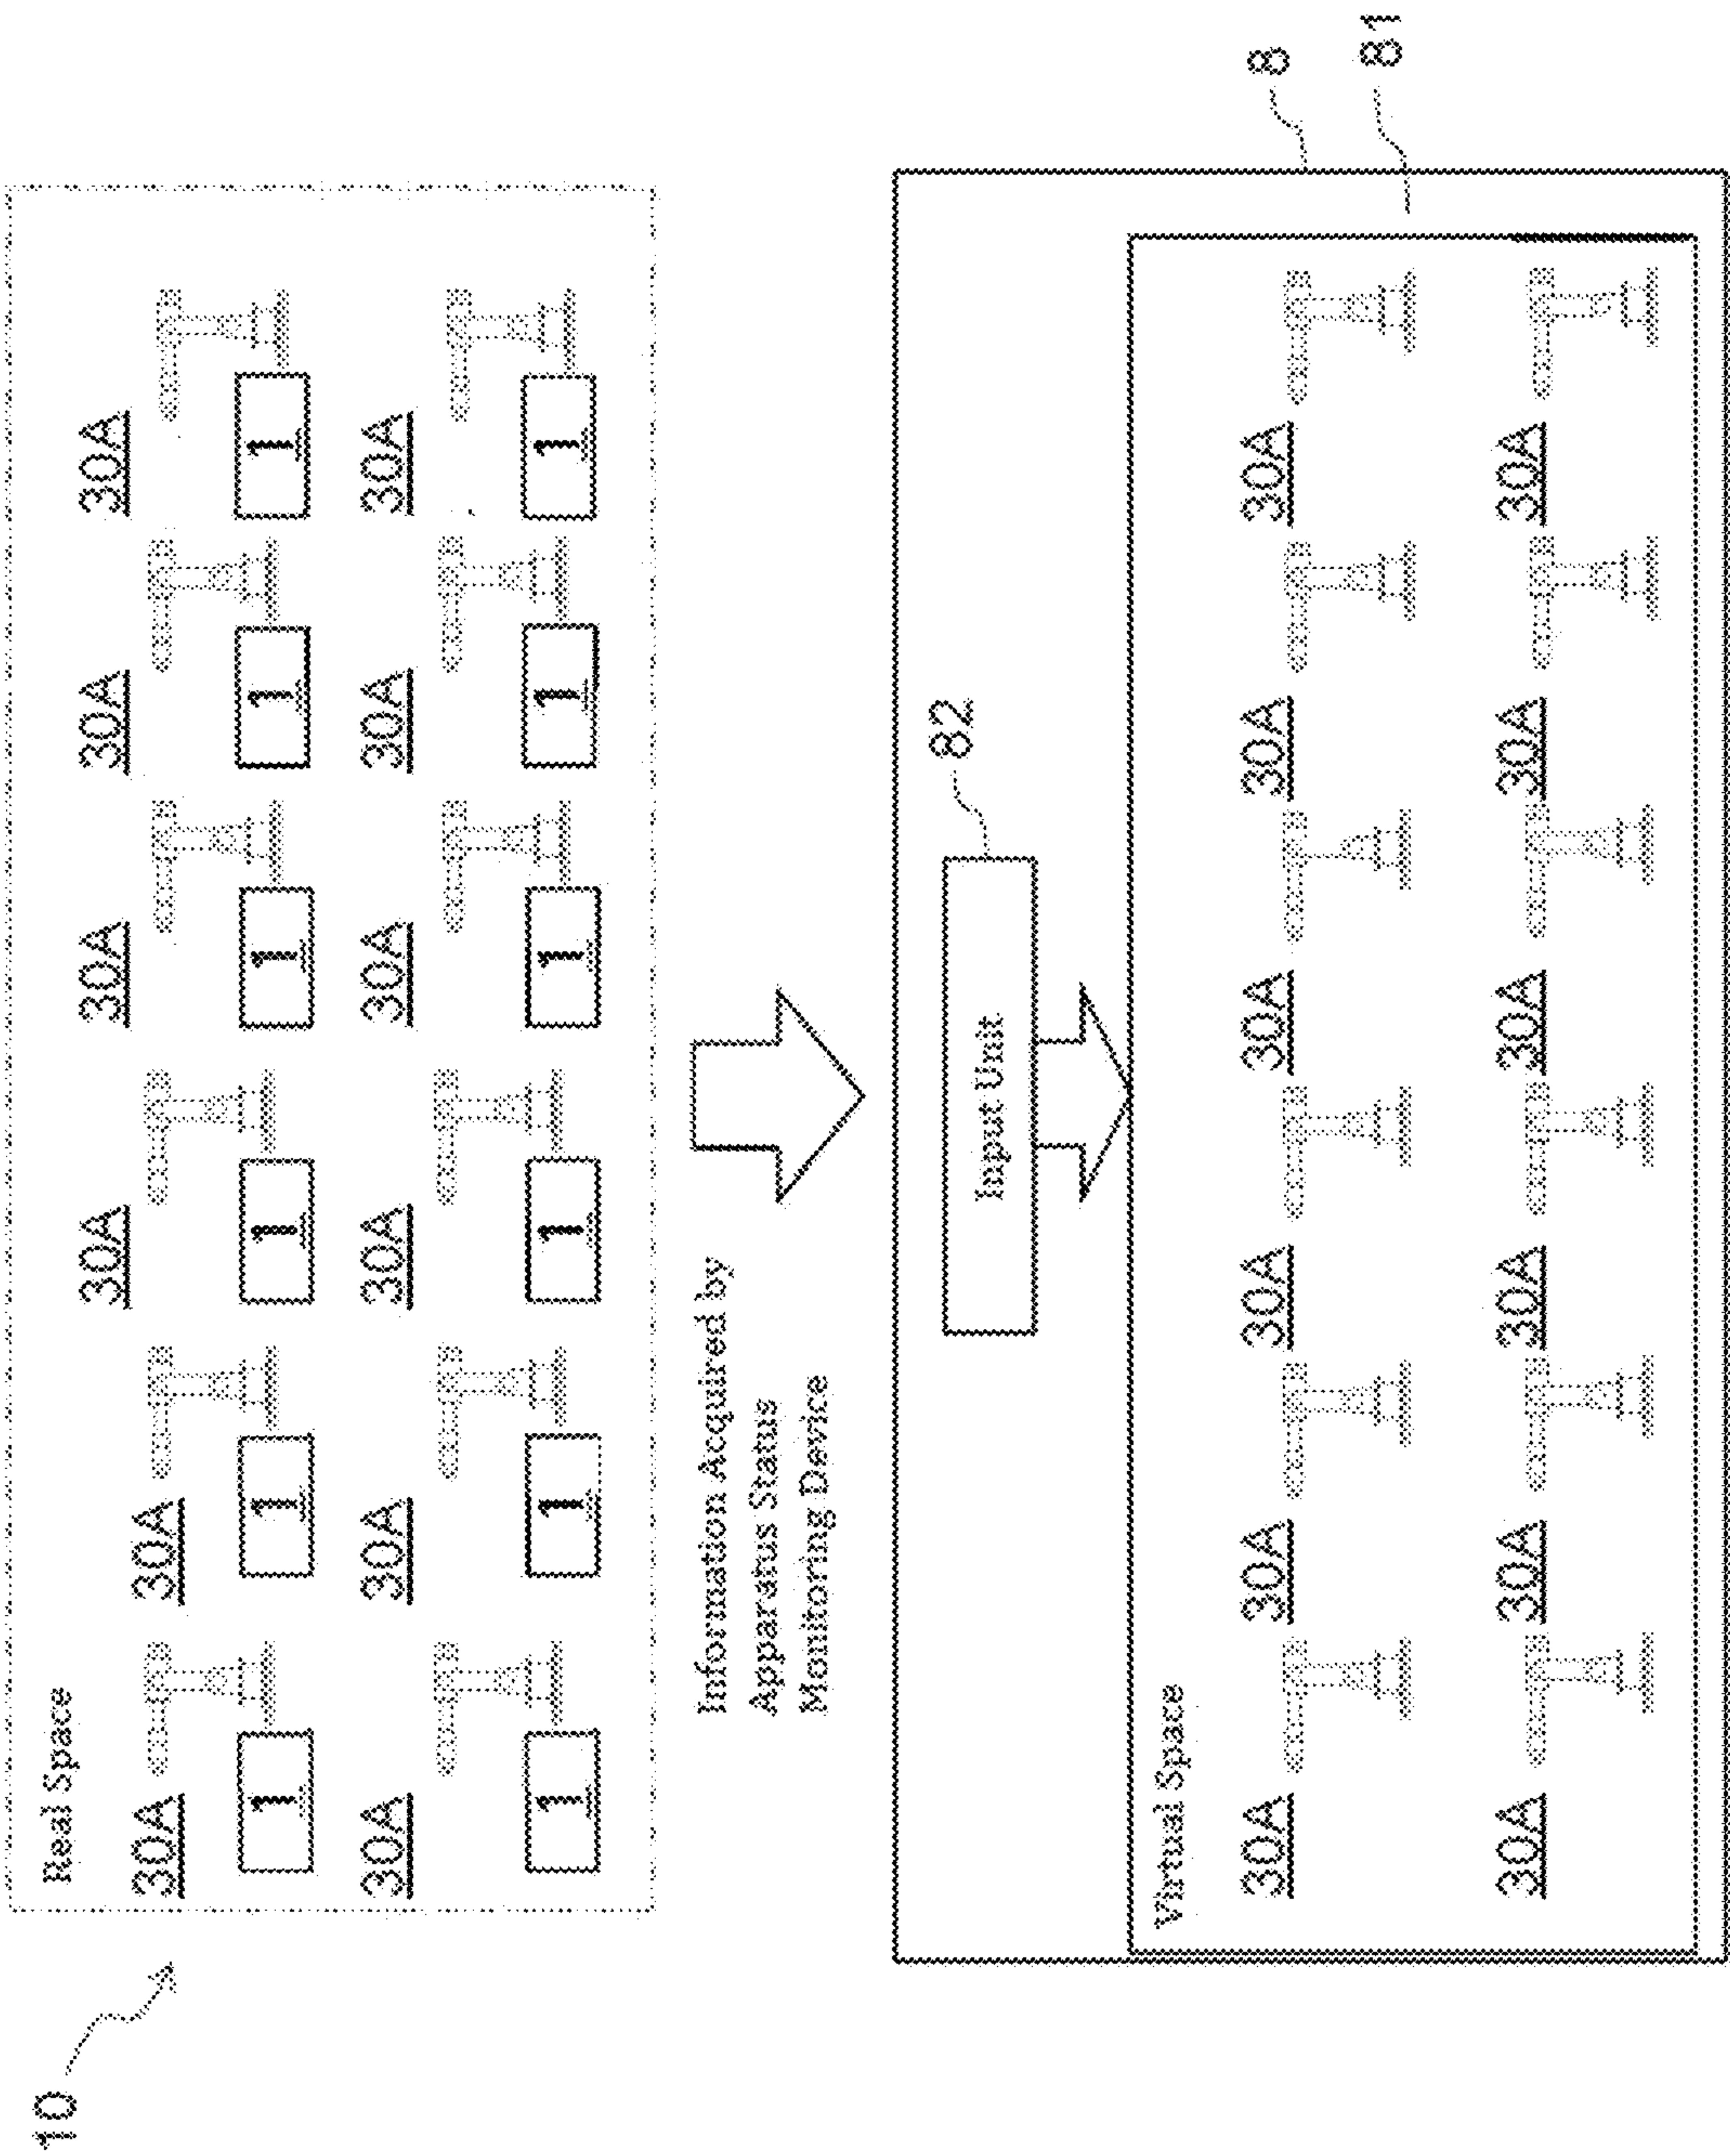 10
Real Space
30A 30A 30A 30A 30A 30A
1 1 1 1 1 1
30A 30A 30A 30A 30A 30A
1 1 1 1 1 1
Information Acquired by
Apparatus Status
Monitoring Device
82
Input Unit
8
81
Virtual Space
30A 30A 30A 30A 30A 30A
30A 30A 30A 30A 30A 30A